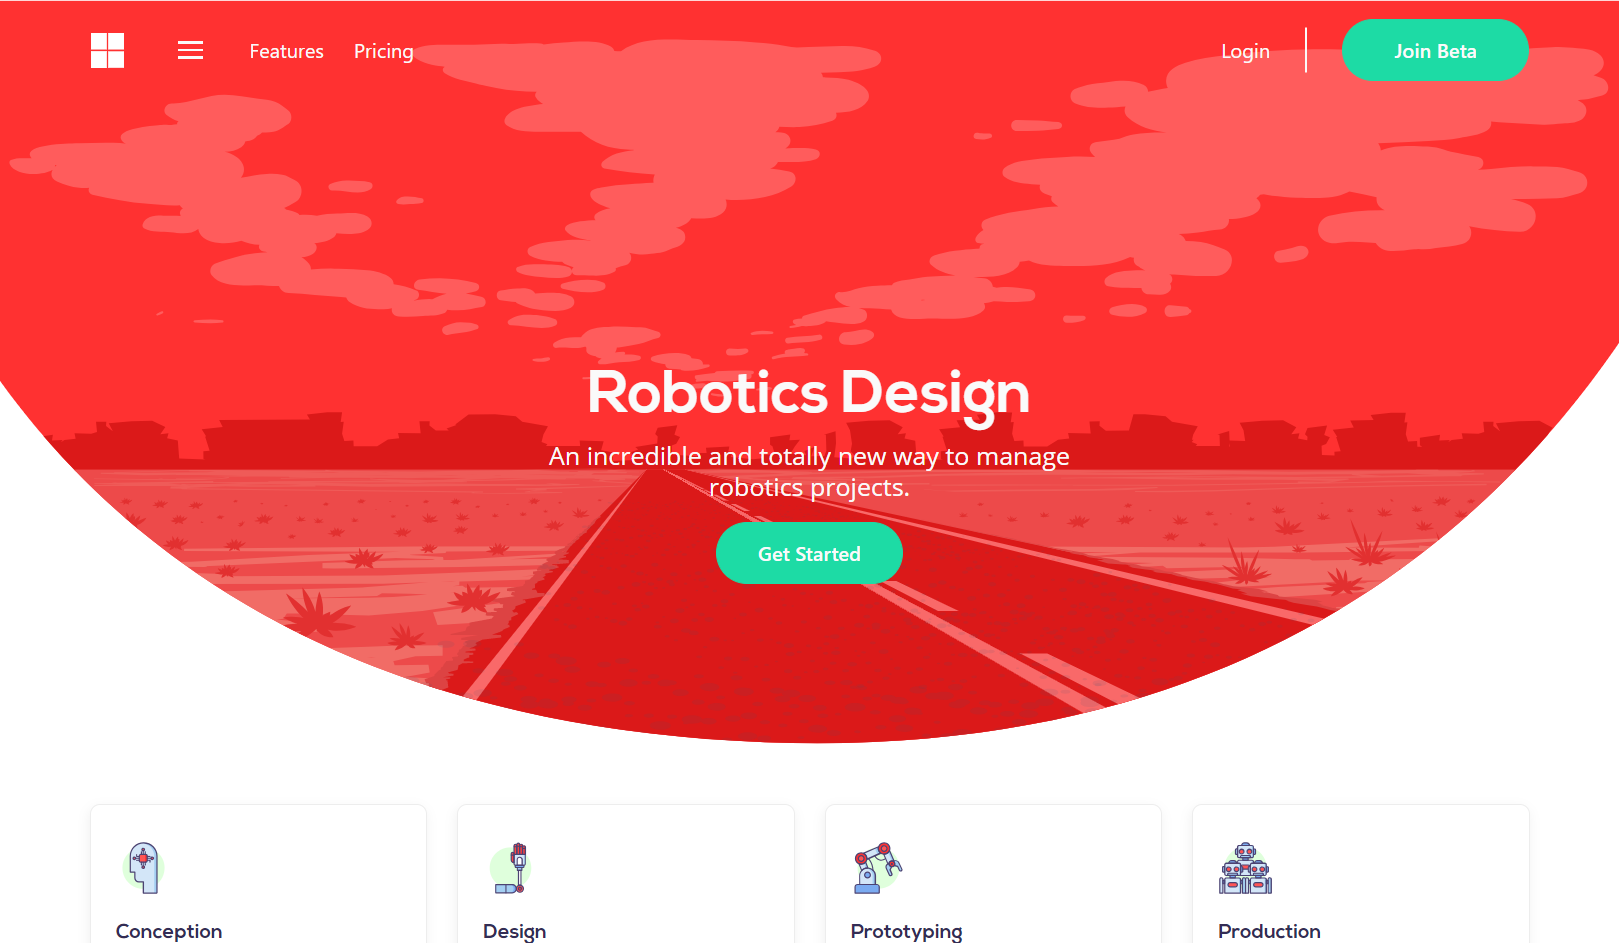 Features Pricing Login Join Beta
Robotics Design
An incredible and totally new way to manage
robotics projects.
Get Started
Conception Design Prototyping Production